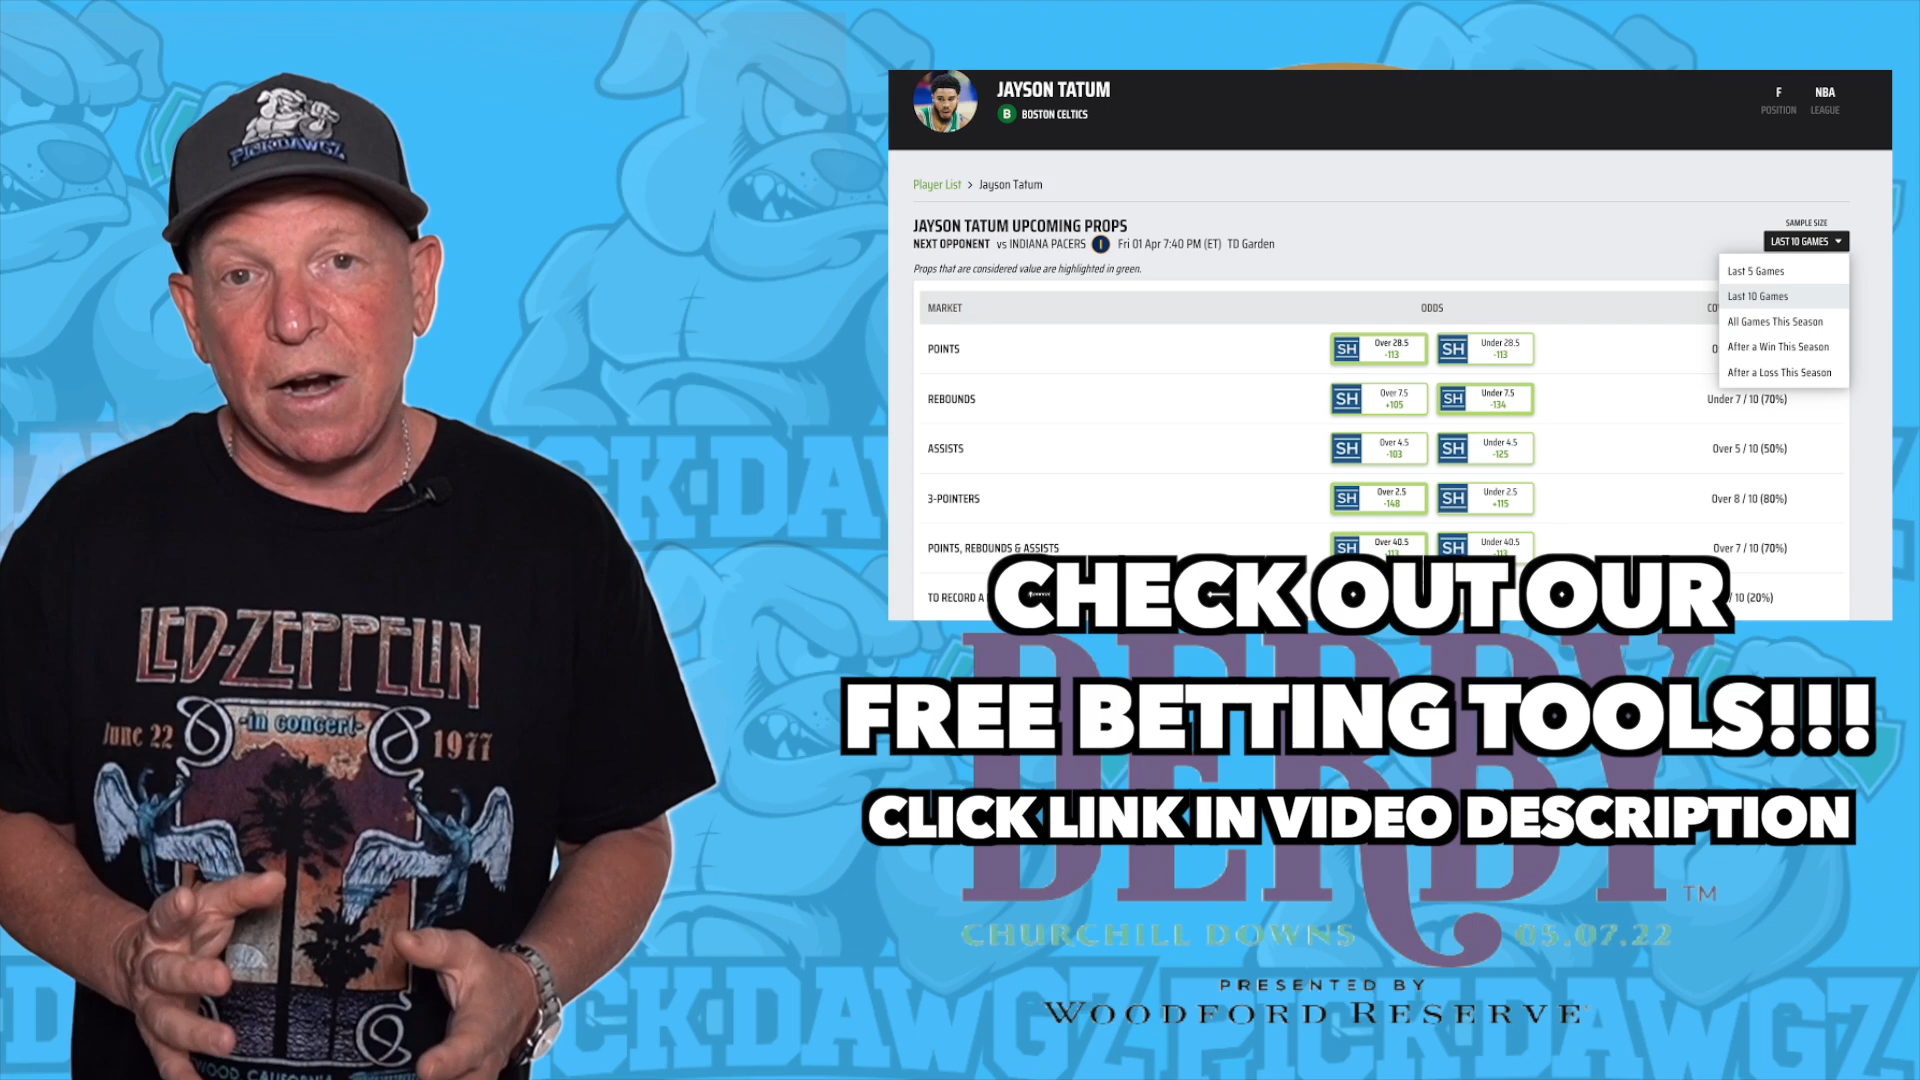 PICKDAWGZ
LED-ZEPPELIN
-in concert-
June 22
1977
WOOD CALIFORNIA
JAYSON TATUM
B BOSTON CELTICS
F
POSITION
NBA
LEAGUE
Player List > Jayson Tatum
JAYSON TATUM UPCOMING PROPS
NEXT OPPONENT vs INDIANA PACERS Fri 01 Apr 7:40 PM (ET) TD Garden
Props that are considered value are highlighted in green.
SAMPLE SIZE
LAST 10 GAMES
Last 5 Games
Last 10 Games
All Games This Season
After a Win This Season
After a Loss This Season
MARKET ODDS CO
POINTS SH Over 28.5 -113 SH Under 28.5 -113 O
REBOUNDS SH Over 7.5 +105 SH Under 7.5 -134 Under 7 / 10 (70%)
ASSISTS SH Over 4.5 -103 SH Under 4.5 -125 Over 5 / 10 (50%)
3-POINTERS SH Over 2.5 -148 SH Under 2.5 +115 Over 8 / 10 (80%)
POINTS, REBOUNDS & ASSISTS SH Over 40.5 -113 SH Under 40.5 -113 Over 7 / 10 (70%)
TO RECORD A / 10 (20%)
CHECK OUT OUR
FREE BETTING TOOLS!!!
CLICK LINK IN VIDEO DESCRIPTION
DERBY
DERBY TM
CHURCHILL DOWNS 05.07.22
PRESENTED BY
WOODFORD RESERVE
PICKDAWGZ
PICKDAWGZ